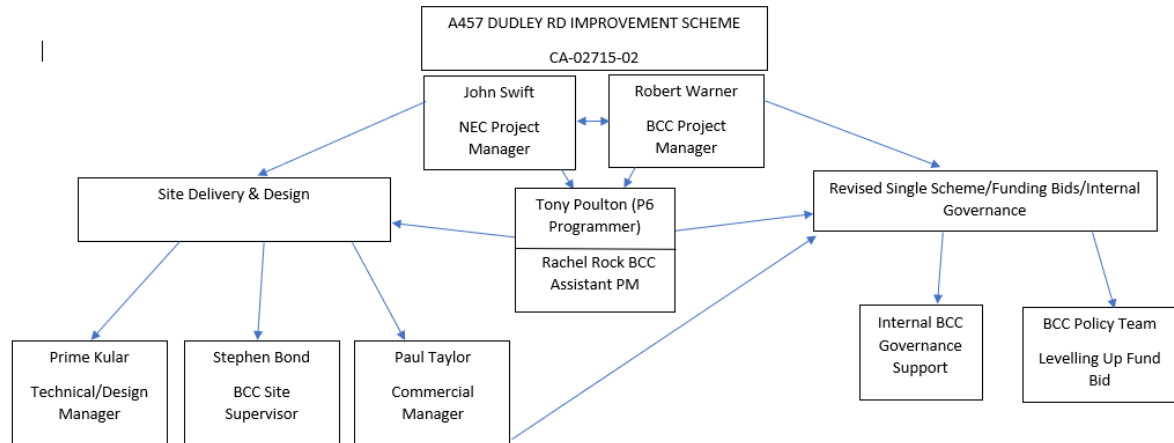 A457 DUDLEY RD IMPROVEMENT SCHEME
CA-02715-02
John Swift
NEC Project
Manager
Robert Warner
BCC Project
Manager
Site Delivery & Design
Tony Poulton (P6
Programmer)
Rachel Rock BCC
Assistant PM
Revised Single Scheme/Funding Bids/Internal
Governance
Prime Kular
Technical/Design
Manager
Stephen Bond
BCC Site
Supervisor
Paul Taylor
Commercial
Manager
Internal BCC
Governance
Support
BCC Policy Team
Levelling Up Fund
Bid